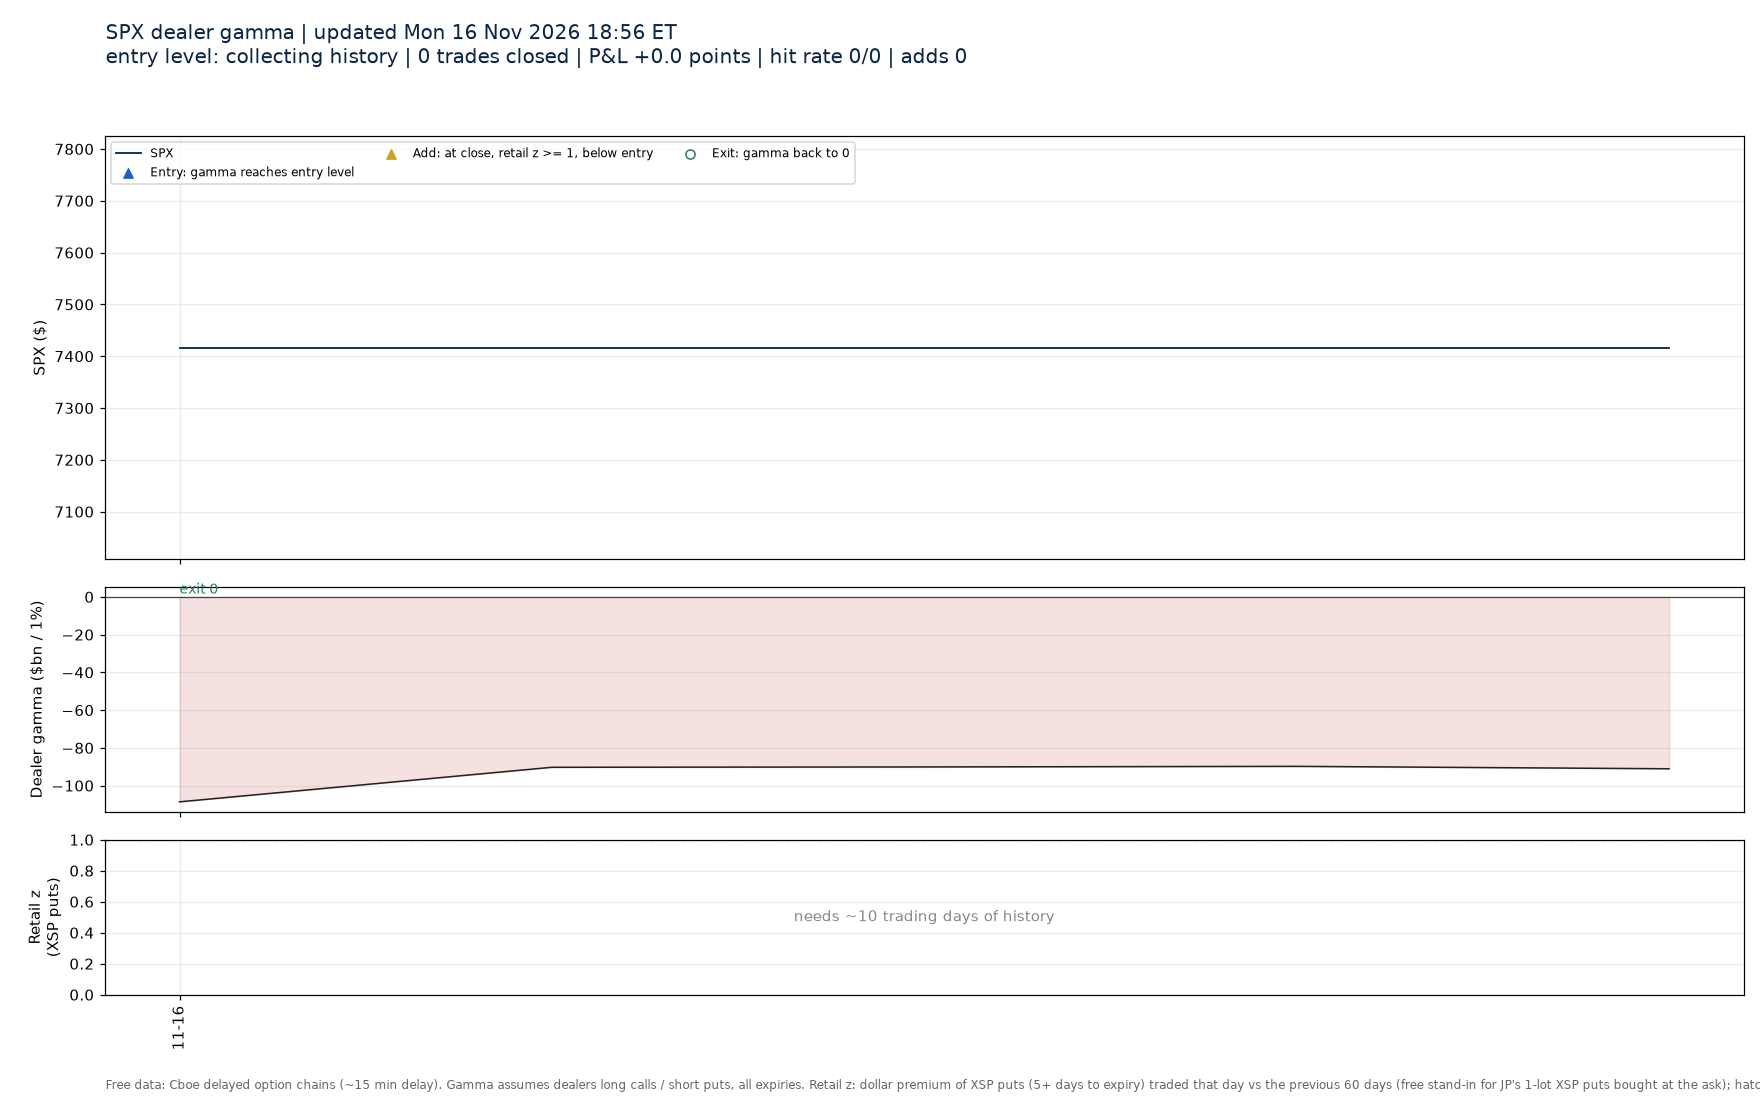 SPX dealer gamma | updated Mon 16 Nov 2026 18:56 ET
entry level: collecting history | 0 trades closed | P&L +0.0 points | hit rate 0/0 | adds 0
SPX
Entry: gamma reaches entry level
Add: at close, retail z >= 1, below entry
Exit: gamma back to 0
SPX ($)
7800
7700
7600
7500
7400
7300
7200
7100
exit 0
Dealer gamma ($bn / 1%)
0
−20
−40
−60
−80
−100
Retail z
(XSP puts)
1.0
0.8
0.6
0.4
0.2
0.0
needs ~10 trading days of history
11-16
Free data: Cboe delayed option chains (~15 min delay). Gamma assumes dealers long calls / short puts, all expiries. Retail z: dollar premium of XSP puts (5+ days to expiry) traded that day vs the previous 60 days (free stand-in for JP's 1-lot XSP puts bought at the ask);